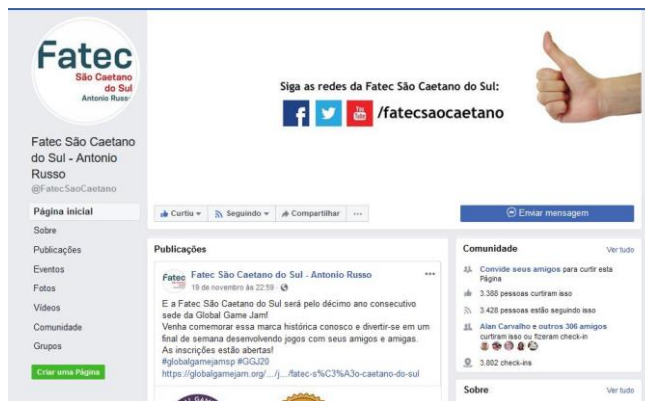 Fatec
São Caetano
do Sul
Antonio Russo
Fatec São Caetano
do Sul - Antonio
Russo
@FatecSaoCaetano
Página inicial
Sobre
Publicações
Eventos
Fotos
Vídeos
Comunidade
Grupos
Criar uma Página
Siga as redes da Fatec São Caetano do Sul:
f You Tube /fatecsaocaetano
Curtiu Seguindo Compartilhar ...
Enviar mensagem
Publicações
Fatec
Fatec São Caetano do Sul - Antonio Russo ...
19 de novembro às 22:59 ·
E a Fatec São Caetano do Sul será pelo décimo ano consecutivo
sede da Global Game Jam!
Venha comemorar essa marca histórica conosco e divertir-se em um
final de semana desenvolvendo jogos com seus amigos e amigas.
As inscrições estão abertas!
#globalgamejamsp #GGJ20
https://globalgamejam.org/.../j.../fatec-s%C3%A3o-caetano-do-sul
Comunidade Ver tudo
Convide seus amigos para curtir esta
Página
3.388 pessoas curtiram isso
3.428 pessoas estão seguindo isso
Alan Carvalho e outros 306 amigos
curtiram isso ou fizeram check-in
3.802 check-ins
Sobre Ver tudo